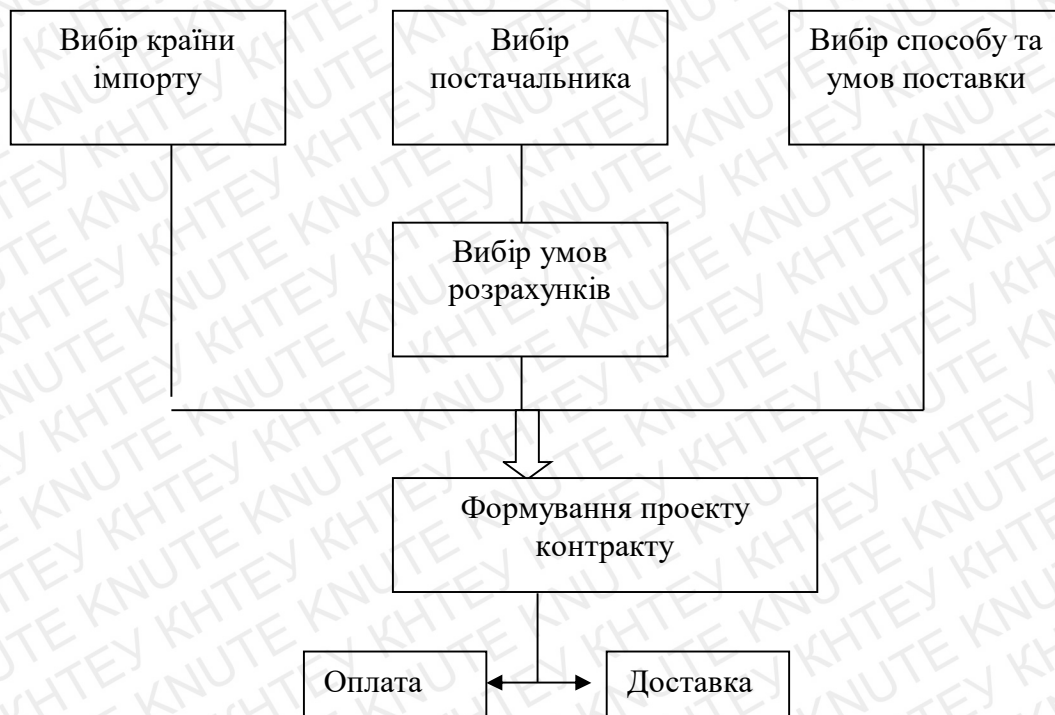 Вибір країни
імпорту
Вибір
постачальника
Вибір способу та
умов поставки
Вибір умов
розрахунків
Формування проекту
контракту
Оплата
Доставка